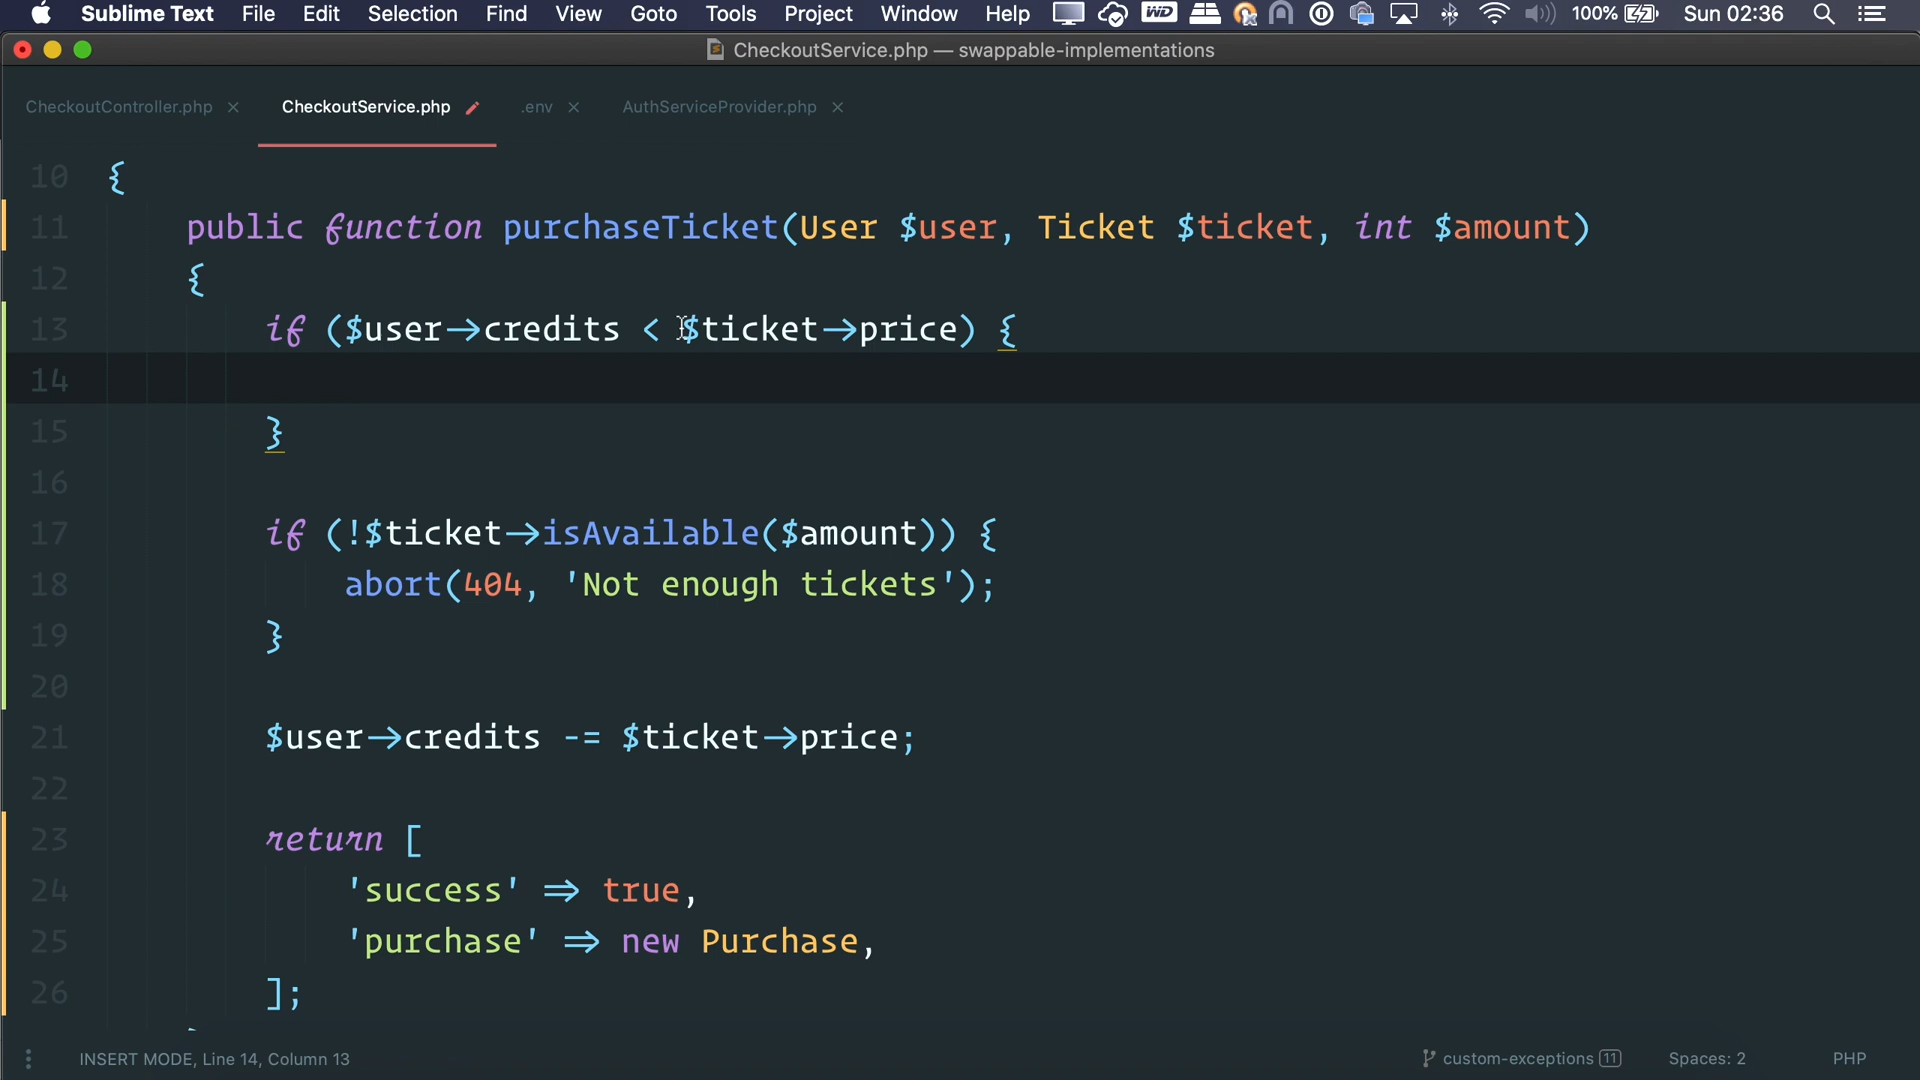 Sublime Text File Edit Selection Find View Goto Tools Project Window Help WD 100% Sun 02:36
CheckoutService.php — swappable-implementations
CheckoutController.php × CheckoutService.php .env × AuthServiceProvider.php ×
10 {
11 public function purchaseTicket(User $user, Ticket $ticket, int $amount)
12 {
13 if ($user->credits < $ticket->price) {
14
15 }
16
17 if (!$ticket->isAvailable($amount)) {
18 abort(404, 'Not enough tickets');
19 }
20
21 $user->credits -= $ticket->price;
22
23 return [
24 'success' => true,
25 'purchase' => new Purchase,
26 ];
INSERT MODE, Line 14, Column 13 custom-exceptions 11 Spaces: 2 PHP